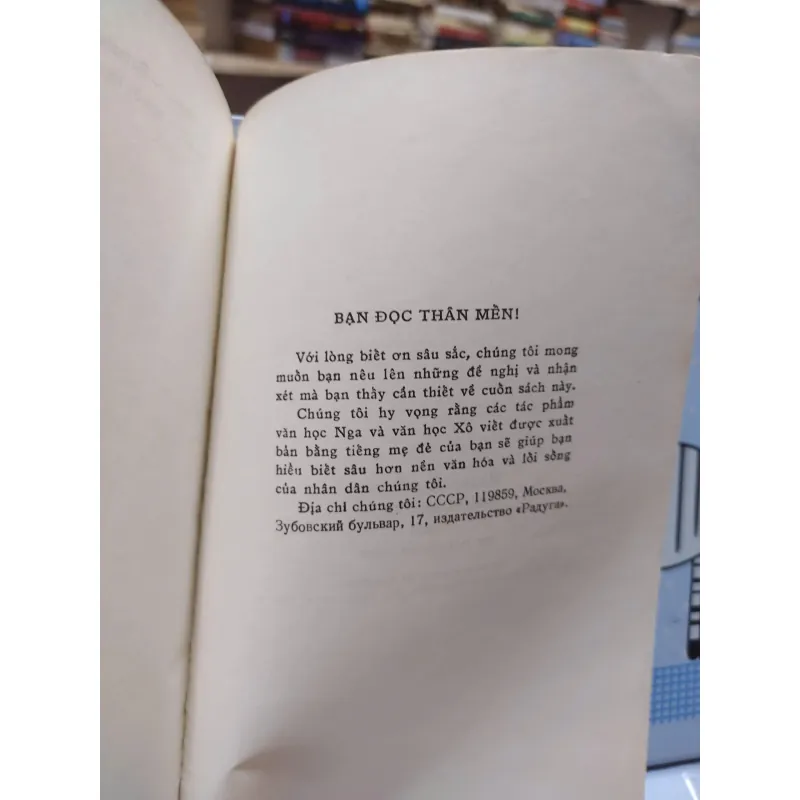 BẠN ĐỌC THÂN MỀN!
Với lòng biết ơn sâu sắc, chúng tôi mong
muốn bạn nêu lên những đề nghị và nhận
xét mà bạn thấy cần thiết về cuốn sách này.
Chúng tôi hy vọng rằng các tác phẩm
văn học Nga và văn học Xô viết được xuất
bản bằng tiếng mẹ đẻ của bạn sẽ giúp bạn
hiểu biết sâu hơn nền văn hóa và lối sống
của nhân dân chúng tôi.
Địa chỉ chúng tôi: СССР, 119859, Москва,
Зубовский бульвар, 17, издательство «Радуга».